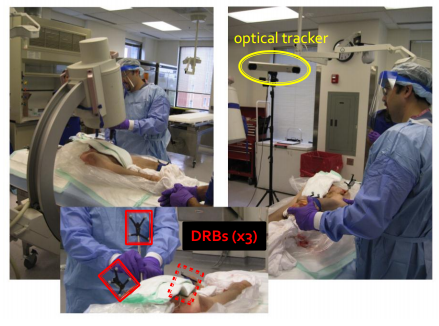 optical tracker
DRBs (x3)